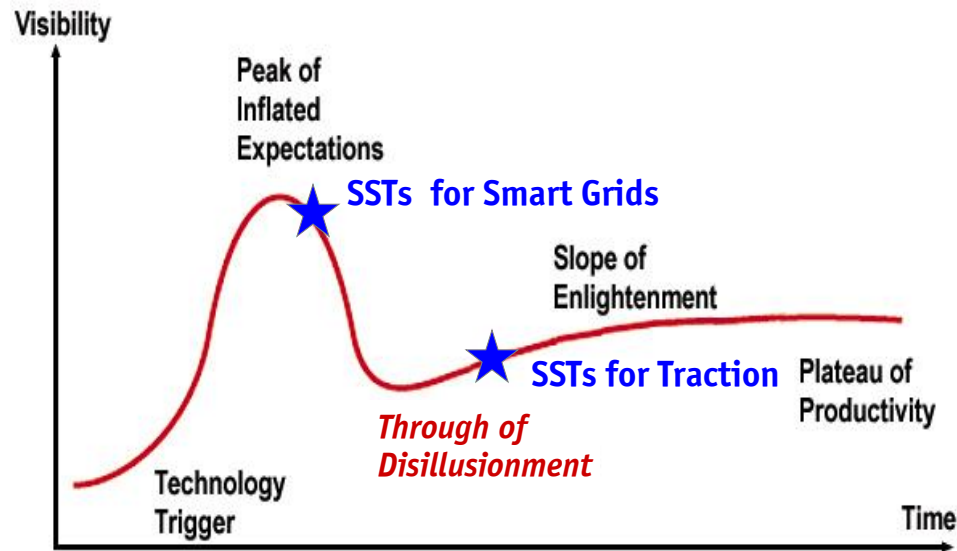 Visibility
Peak of
Inflated
Expectations
SSTs for Smart Grids
Slope of
Enlightenment
SSTs for Traction
Plateau of
Productivity
Through of
Disillusionment
Technology
Trigger
Time